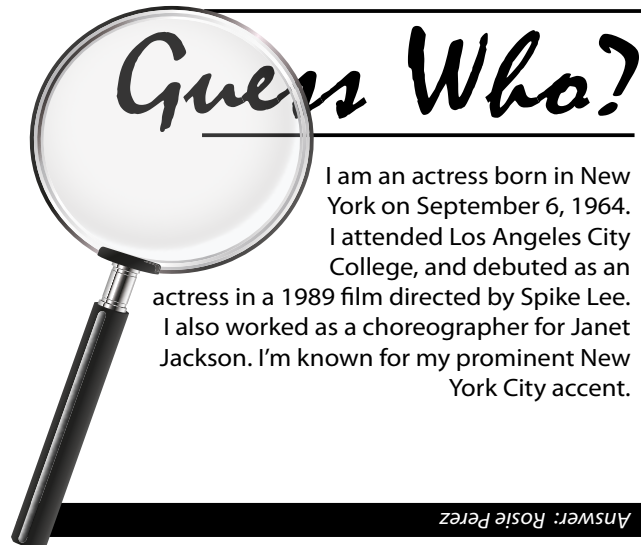 Guess Who?
I am an actress born in New
York on September 6, 1964.
I attended Los Angeles City
College, and debuted as an
actress in a 1989 film directed by Spike Lee.
I also worked as a choreographer for Janet
Jackson. I’m known for my prominent New
York City accent.
Answer: Rosie Perez